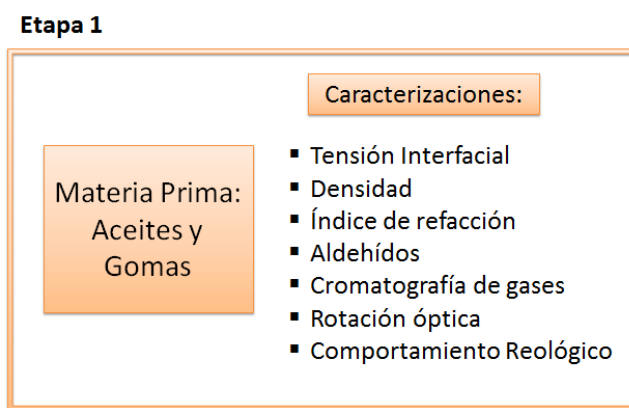 Etapa 1
Caracterizaciones:
Materia Prima:
Aceites y
Gomas
▪ Tensión Interfacial
▪ Densidad
▪ Índice de refacción
▪ Aldehídos
▪ Cromatografía de gases
▪ Rotación óptica
▪ Comportamiento Reológico